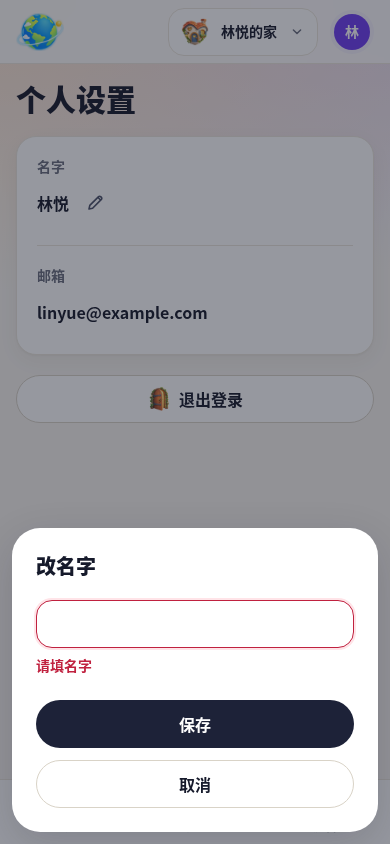 林悦的家
林
个人设置
名字
林悦
邮箱
linyue@example.com
退出登录
改名字
请填名字
保存
取消